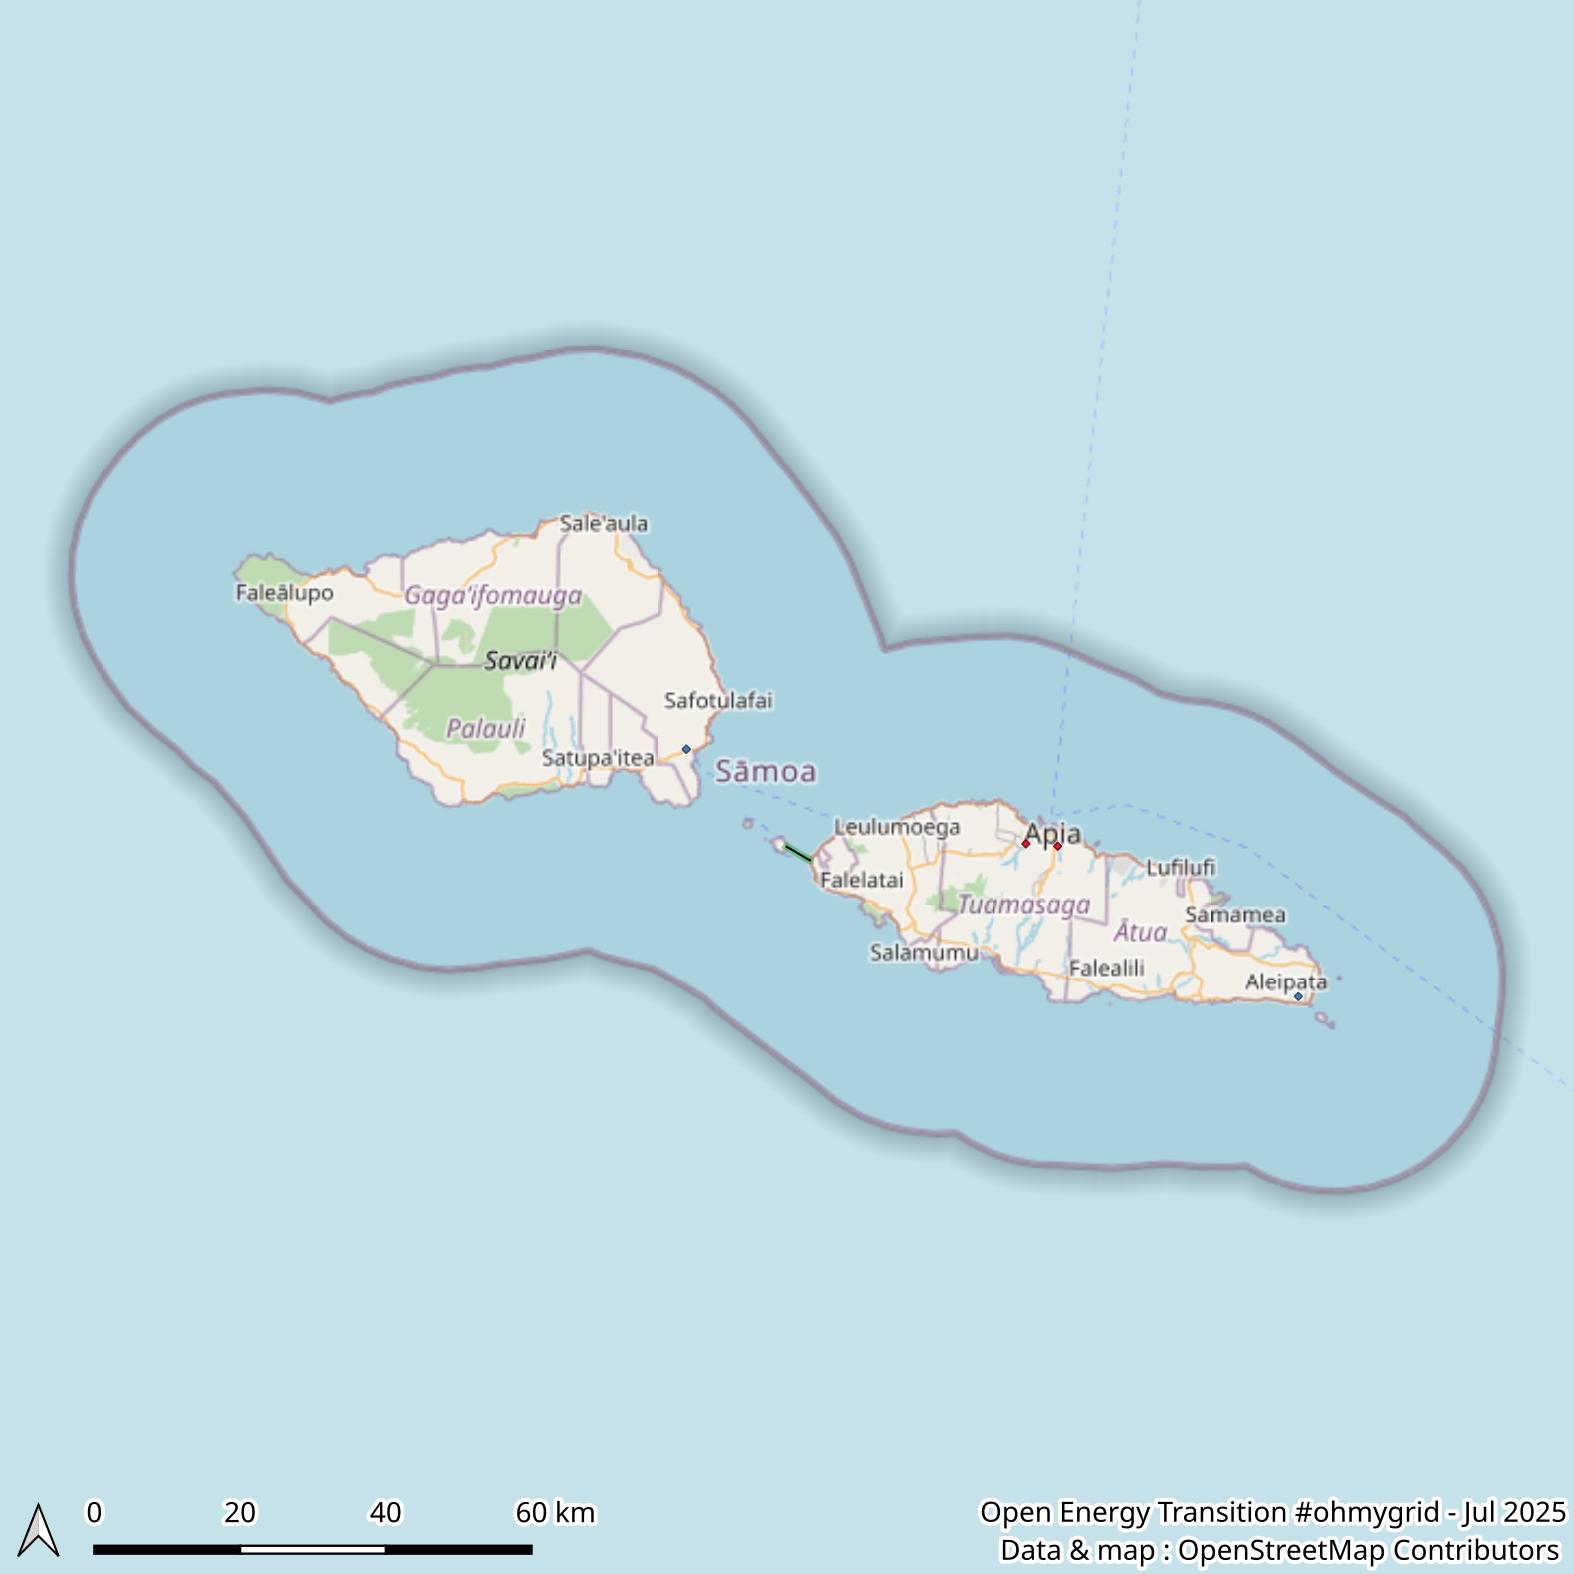 Sale'aula
Faleālupo
Gaga'ifomauga
Savai'i
Safotulafai
Palauli
Satupa'itea
Sāmoa
Leulumoega
Apia
Lufilufi
Falelatai
Tuamasaga
Samamea
Ātua
Salamumu
Falealili
Aleipata
0 20 40 60 km
Open Energy Transition #ohmygrid - Jul 2025
Data & map : OpenStreetMap Contributors